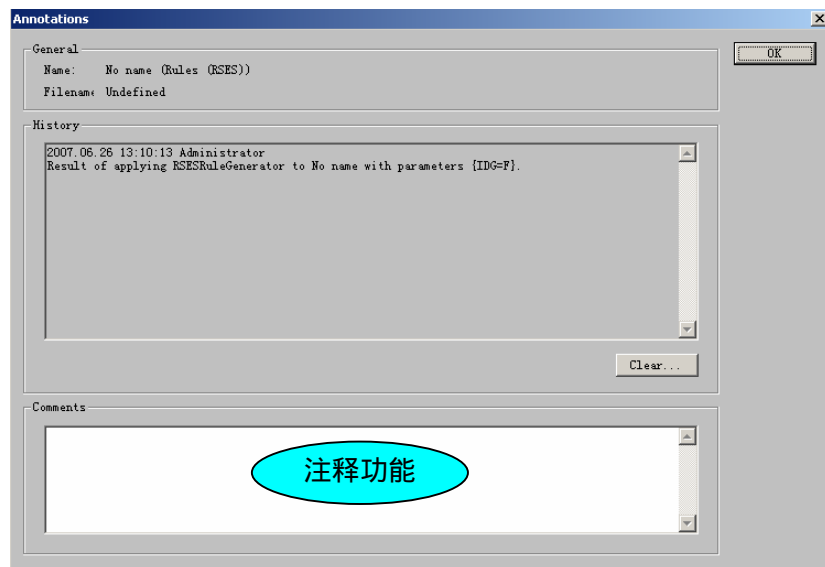 Annotations
General
OK
Name: No name (Rules (RSES))
Filename Undefined
History
2007.06.26 13:10:13 Administrator
Result of applying RSESRuleGenerator to No name with parameters {IDG=F}.
Clear...
Comments
注释功能